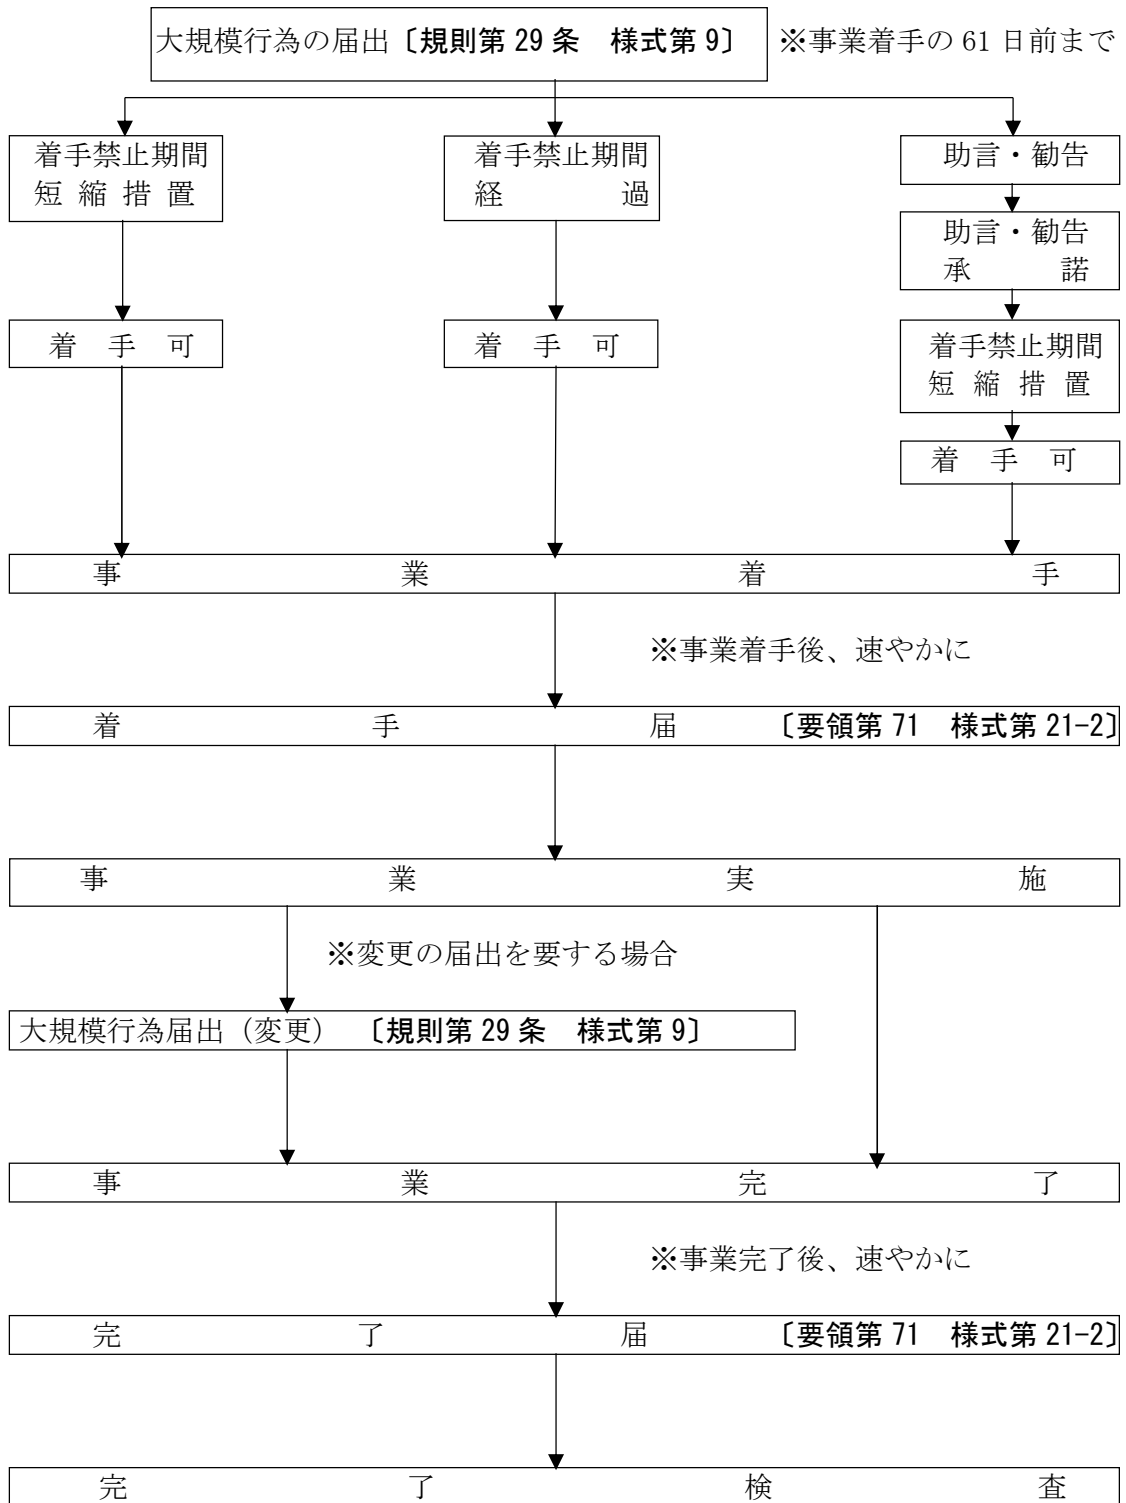 大規模行為の届出〔規則第 29 条　様式第 9〕　※事業着手の 61 日前まで
着手禁止期間
短縮措置
着手禁止期間
経過
助言・勧告
助言・勧告
承諾
着手可
着手可
着手禁止期間
短縮措置
着手可
事業着手
※事業着手後、速やかに
着手届　〔要領第 71　様式第 21-2〕
事業実施
※変更の届出を要する場合
大規模行為届出（変更）　〔規則第 29 条　様式第 9〕
事業完了
※事業完了後、速やかに
完了届　〔要領第 71　様式第 21-2〕
完了検査